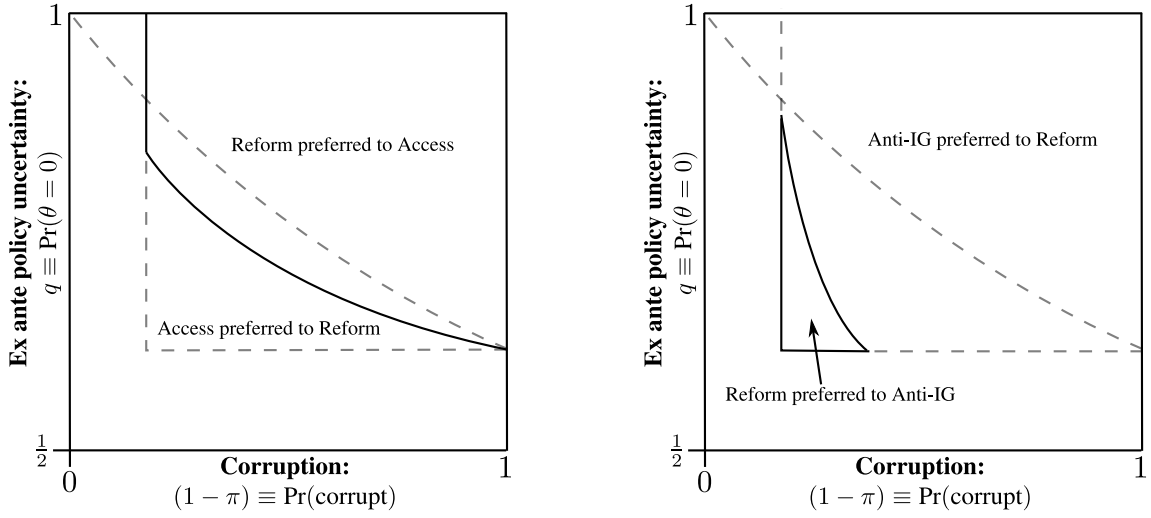 1
Ex ante policy uncertainty:
q ≡ Pr(θ = 0)
Reform preferred to Access
Access preferred to Reform
1/2
0
Corruption:
1
(1 − π) ≡ Pr(corrupt)
1
Ex ante policy uncertainty:
q ≡ Pr(θ = 0)
Anti-IG preferred to Reform
Reform preferred to Anti-IG
1/2
0
Corruption:
1
(1 − π) ≡ Pr(corrupt)